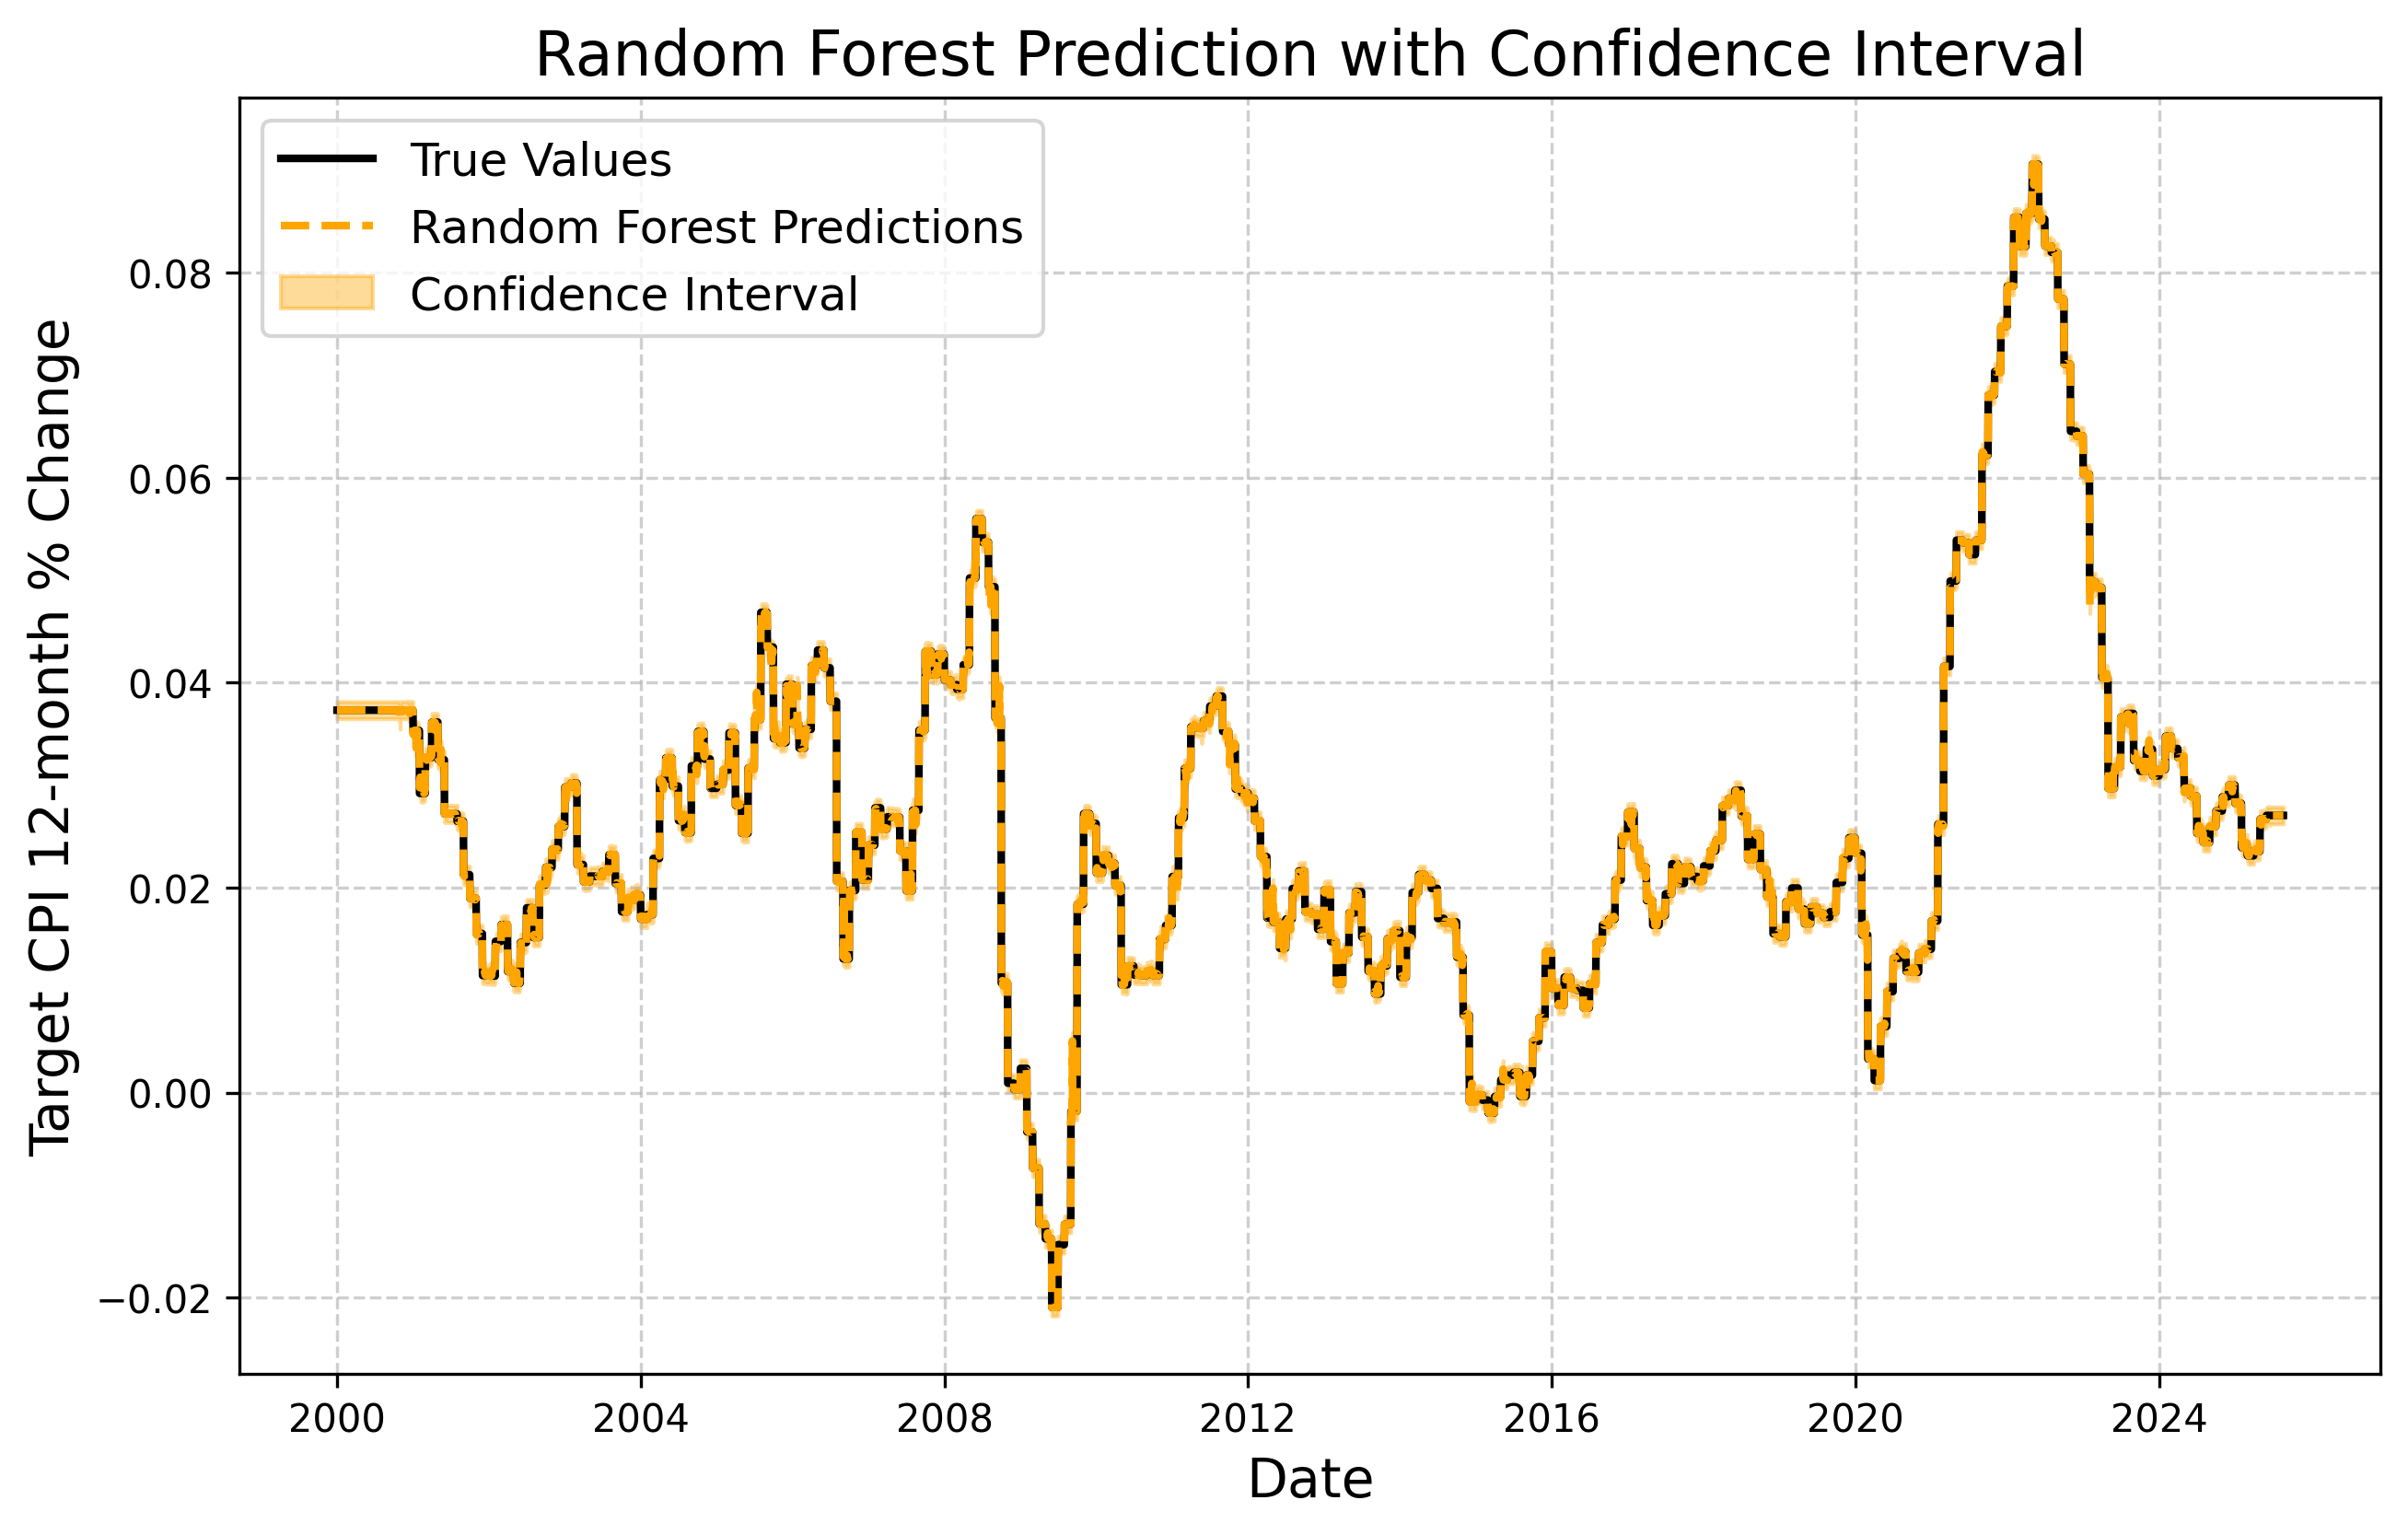 Random Forest Prediction with Confidence Interval
True Values
Random Forest Predictions
Confidence Interval
Target CPI 12-month % Change
0.08
0.06
0.04
0.02
0.00
−0.02
2000 2004 2008 2012 2016 2020 2024
Date